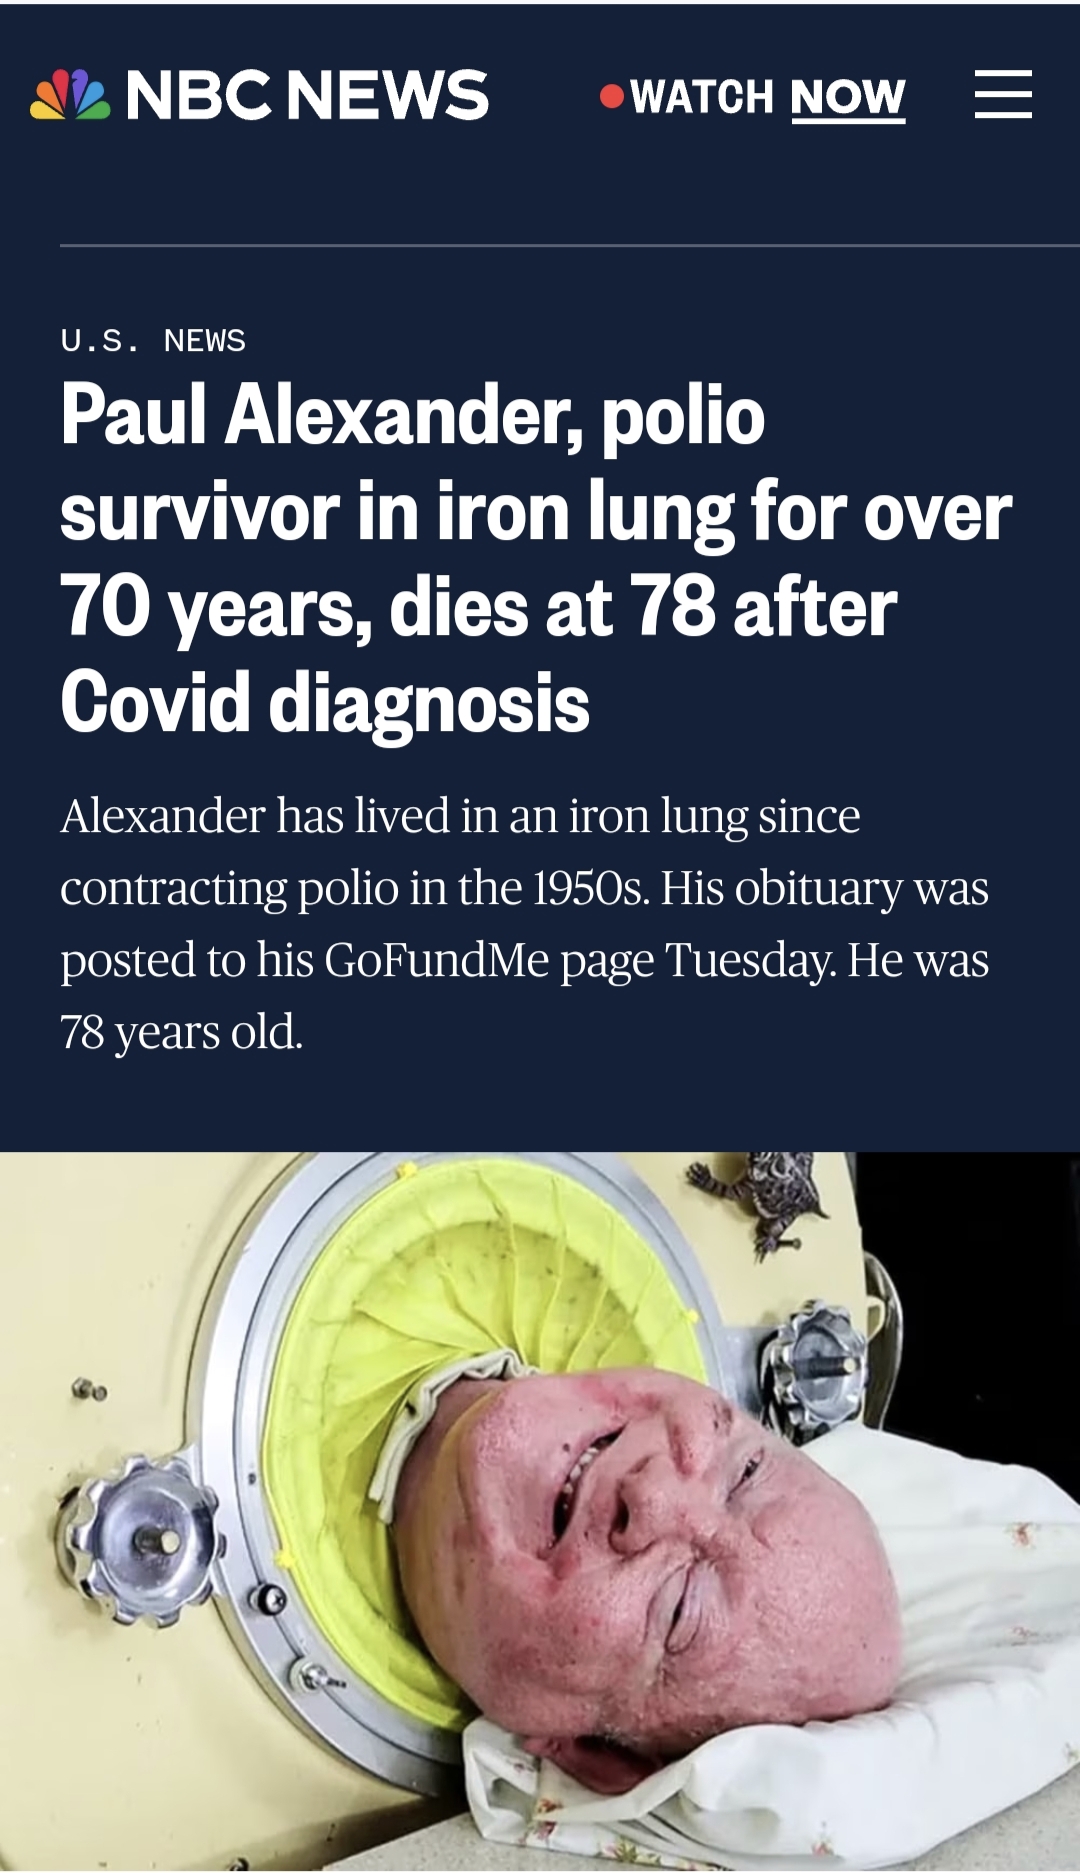 NBC NEWS
WATCH NOW
U.S. NEWS
Paul Alexander, polio
survivor in iron lung for over
70 years, dies at 78 after
Covid diagnosis
Alexander has lived in an iron lung since
contracting polio in the 1950s. His obituary was
posted to his GoFundMe page Tuesday. He was
78 years old.